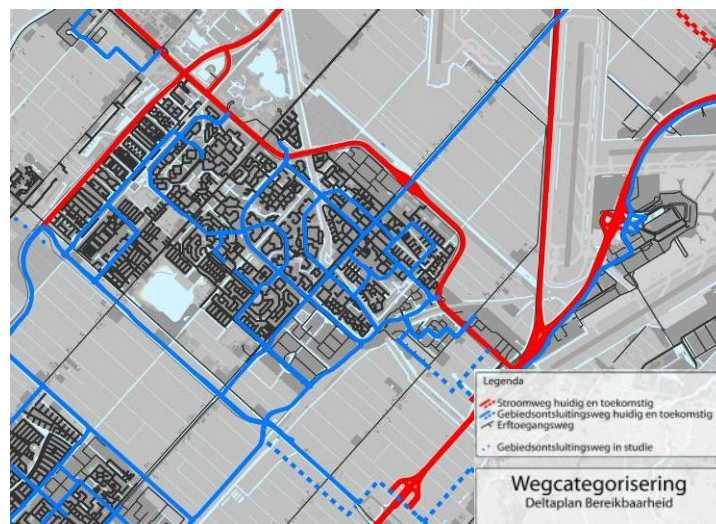 Legenda
Stroomweg huidig en toekomstig
Gebiedsontsluitingsweg huidig en toekomstig
Erftoegangsweg
Gebiedsontsluitingsweg in studie
Wegcategorisering
Deltaplan Bereikbaarheid